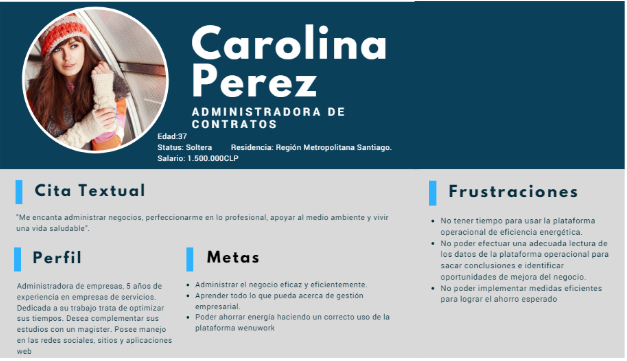 Carolina
Perez
ADMINISTRADORA DE
CONTRATOS
Edad:37
Status: Soltera Residencia: Región Metropolitana Santiago.
Salario: 1.500.000CLP
Cita Textual
"Me encanta administrar negocios, perfeccionarme en lo profesional, apoyar al medio ambiente y vivir
una vida saludable".
Perfil
Administradora de empresas, 5 años de
experiencia en empresas de servicios.
Dedicada a su trabajo trata de optimizar
sus tiempos. Desea complementar sus
estudios con un magister. Posee manejo
en las redes sociales, sitios y aplicaciones
web
Metas
Administrar el negocio eficaz y eficientemente.
Aprender todo lo que pueda acerca de gestión
empresarial.
Poder ahorrar energía haciendo un correcto uso de la
plataforma wenuwork
Frustraciones
No tener tiempo para usar la plataforma
operacional de eficiencia energética.
No poder efectuar una adecuada lectura de
los datos de la plataforma operacional para
sacar conclusiones e identificar
oportunidades de mejora del negocio.
No poder implementar medidas eficientes
para lograr el ahorro esperado